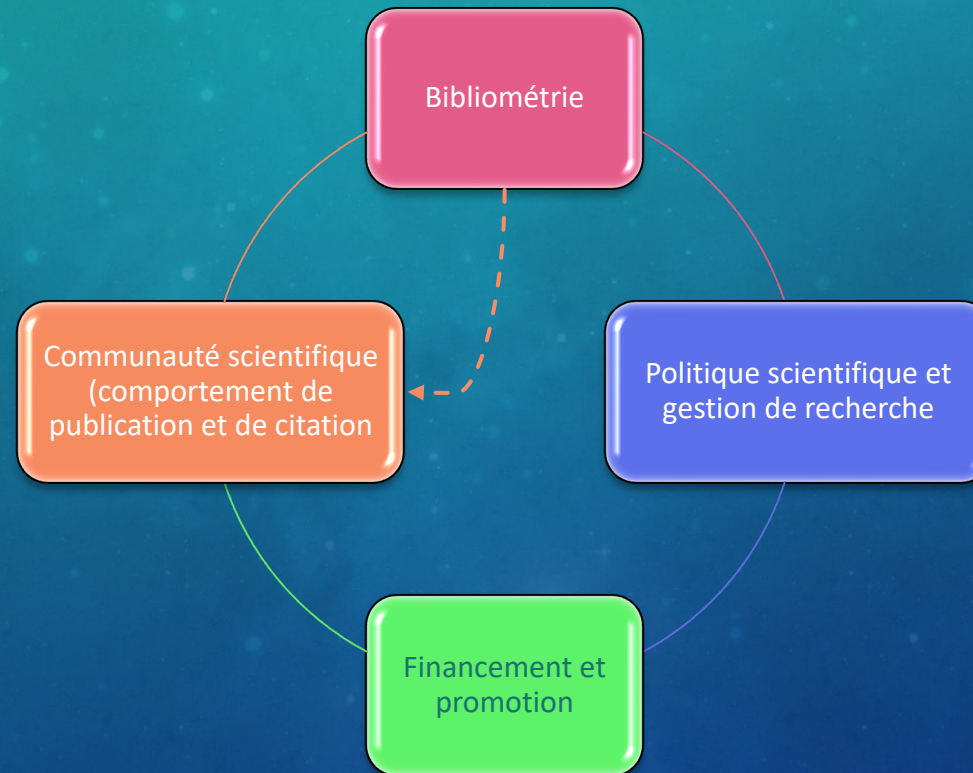 Bibliométrie
Communauté scientifique
(comportement de
publication et de citation
Politique scientifique et
gestion de recherche
Financement et
promotion